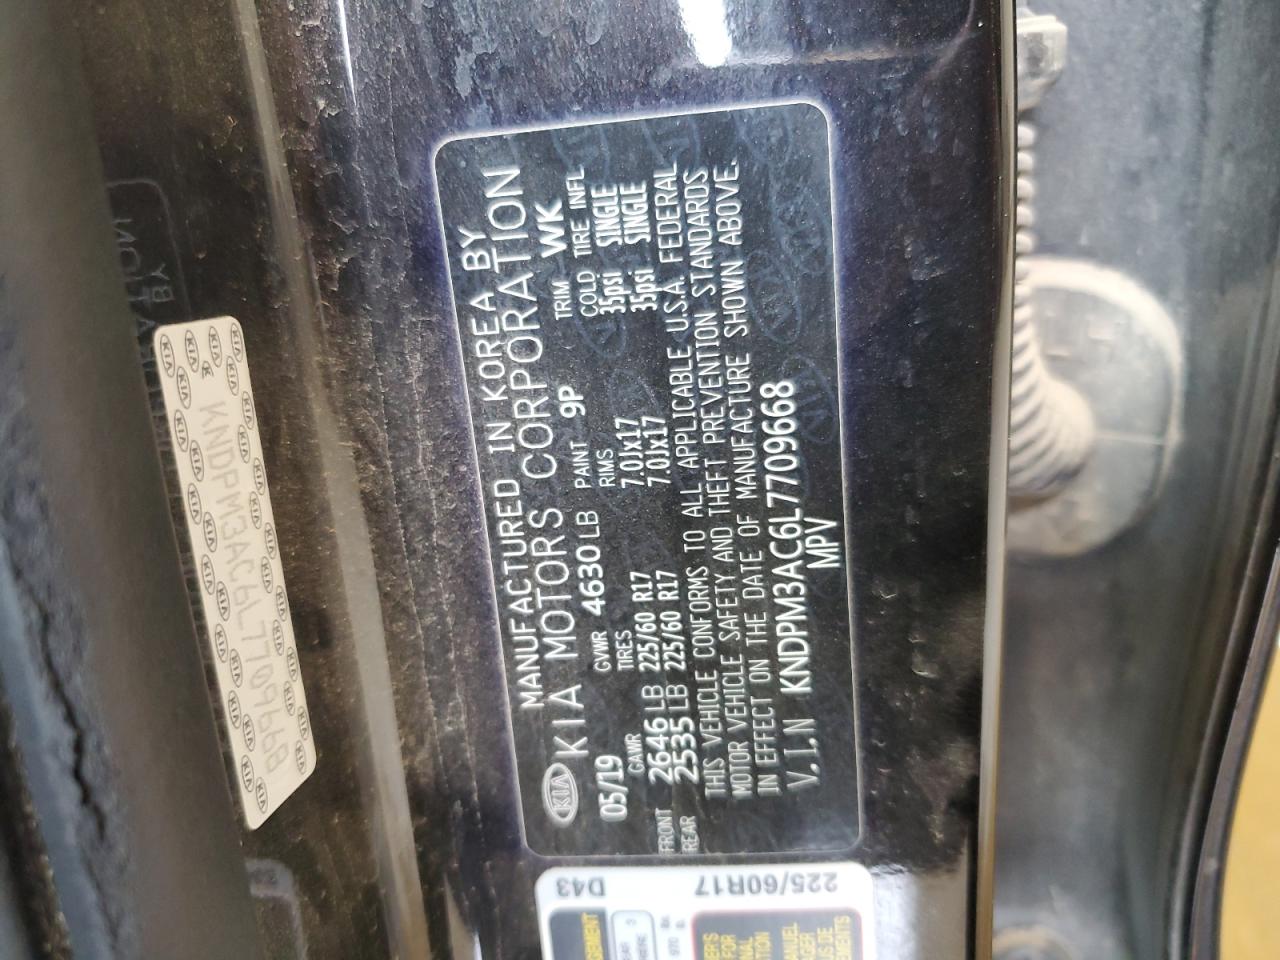 MANUFACTURED IN KOREA BY
KIA KIA MOTORS CORPORATION
05/19 GVWR 4630 LB PAINT 9P TRIM WK
GAWR TIRES RIMS COLD TIRE INFL
FRONT 2646 LB 225/60 R17 7.0Jx17 35psi SINGLE
REAR 2535 LB 225/60 R17 7.0Jx17 35psi SINGLE
THIS VEHICLE CONFORMS TO ALL APPLICABLE U.S.A. FEDERAL
MOTOR VEHICLE SAFETY AND THEFT PREVENTION STANDARDS
IN EFFECT ON THE DATE OF MANUFACTURE SHOWN ABOVE.
V.I.N KNDPM3AC6L7709668
MPV
KNDPM3AC6L7709668
D43
225/60R17